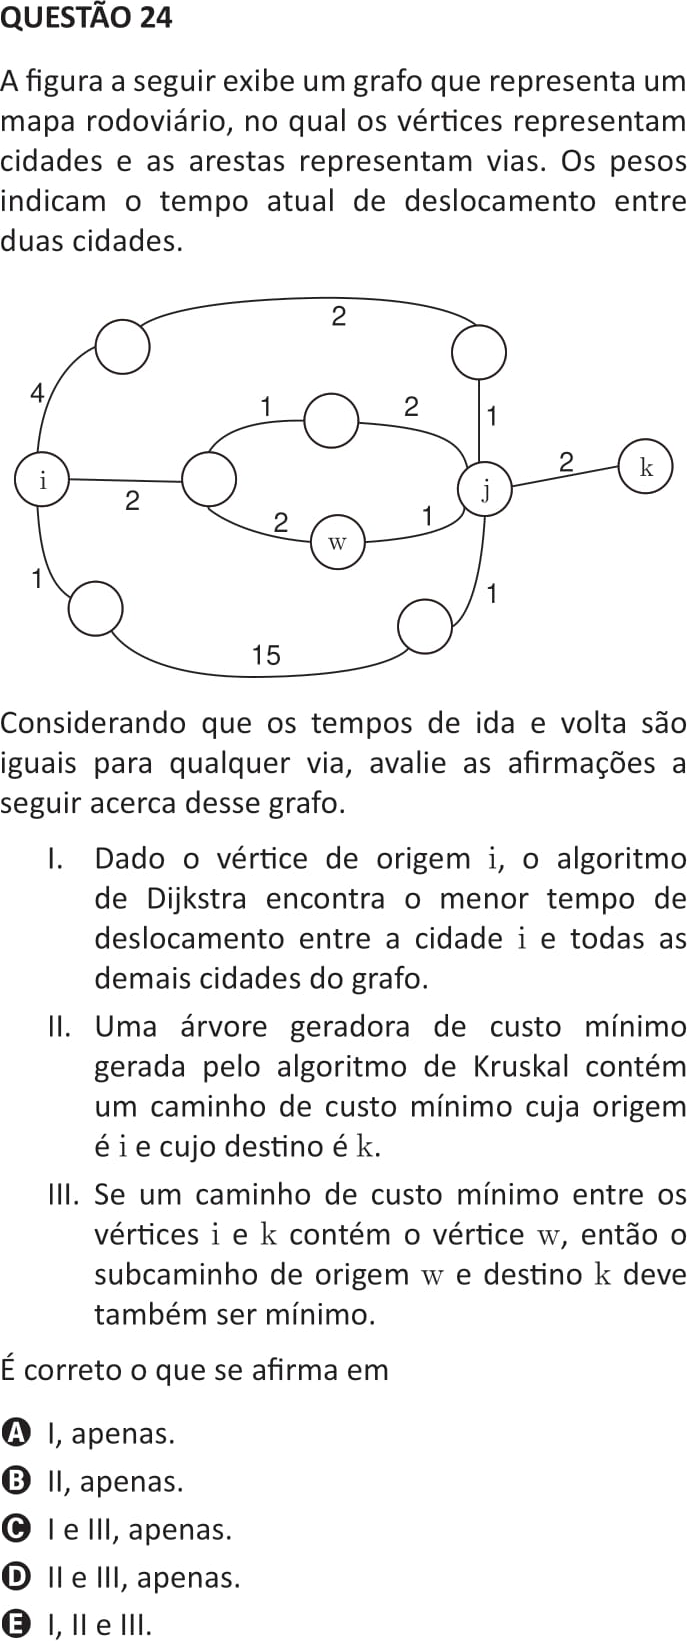 QUESTÃO 24
A figura a seguir exibe um grafo que representa um
mapa rodoviário, no qual os vértices representam
cidades e as arestas representam vias. Os pesos
indicam o tempo atual de deslocamento entre
duas cidades.
2
4
1
2
1
i
2
2
w
1
j
2
k
1
1
15
Considerando que os tempos de ida e volta são
iguais para qualquer via, avalie as afirmações a
seguir acerca desse grafo.
I. Dado o vértice de origem i, o algoritmo
de Dijkstra encontra o menor tempo de
deslocamento entre a cidade i e todas as
demais cidades do grafo.
II. Uma árvore geradora de custo mínimo
gerada pelo algoritmo de Kruskal contém
um caminho de custo mínimo cuja origem
é i e cujo destino é k.
III. Se um caminho de custo mínimo entre os
vértices i e k contém o vértice w, então o
subcaminho de origem w e destino k deve
também ser mínimo.
É correto o que se afirma em
A I, apenas.
B II, apenas.
C I e III, apenas.
D II e III, apenas.
E I, II e III.